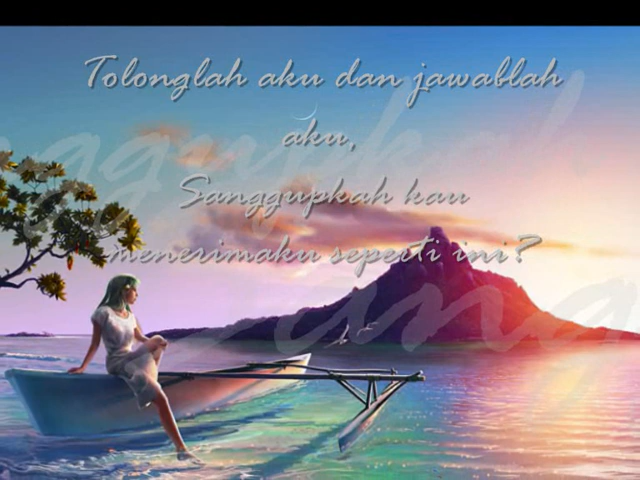 Tolonglah aku dan jawablah
aku,
Sanggupkah kau
menerimaku seperti ini?